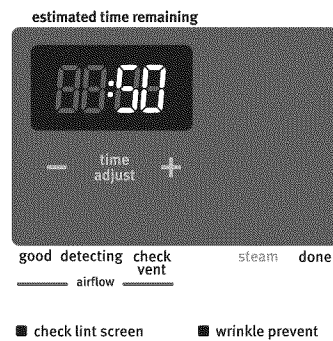 estimated time remaining
:50
time
adjust
good detecting check
vent
steam done
airflow
check lint screen
wrinkle prevent